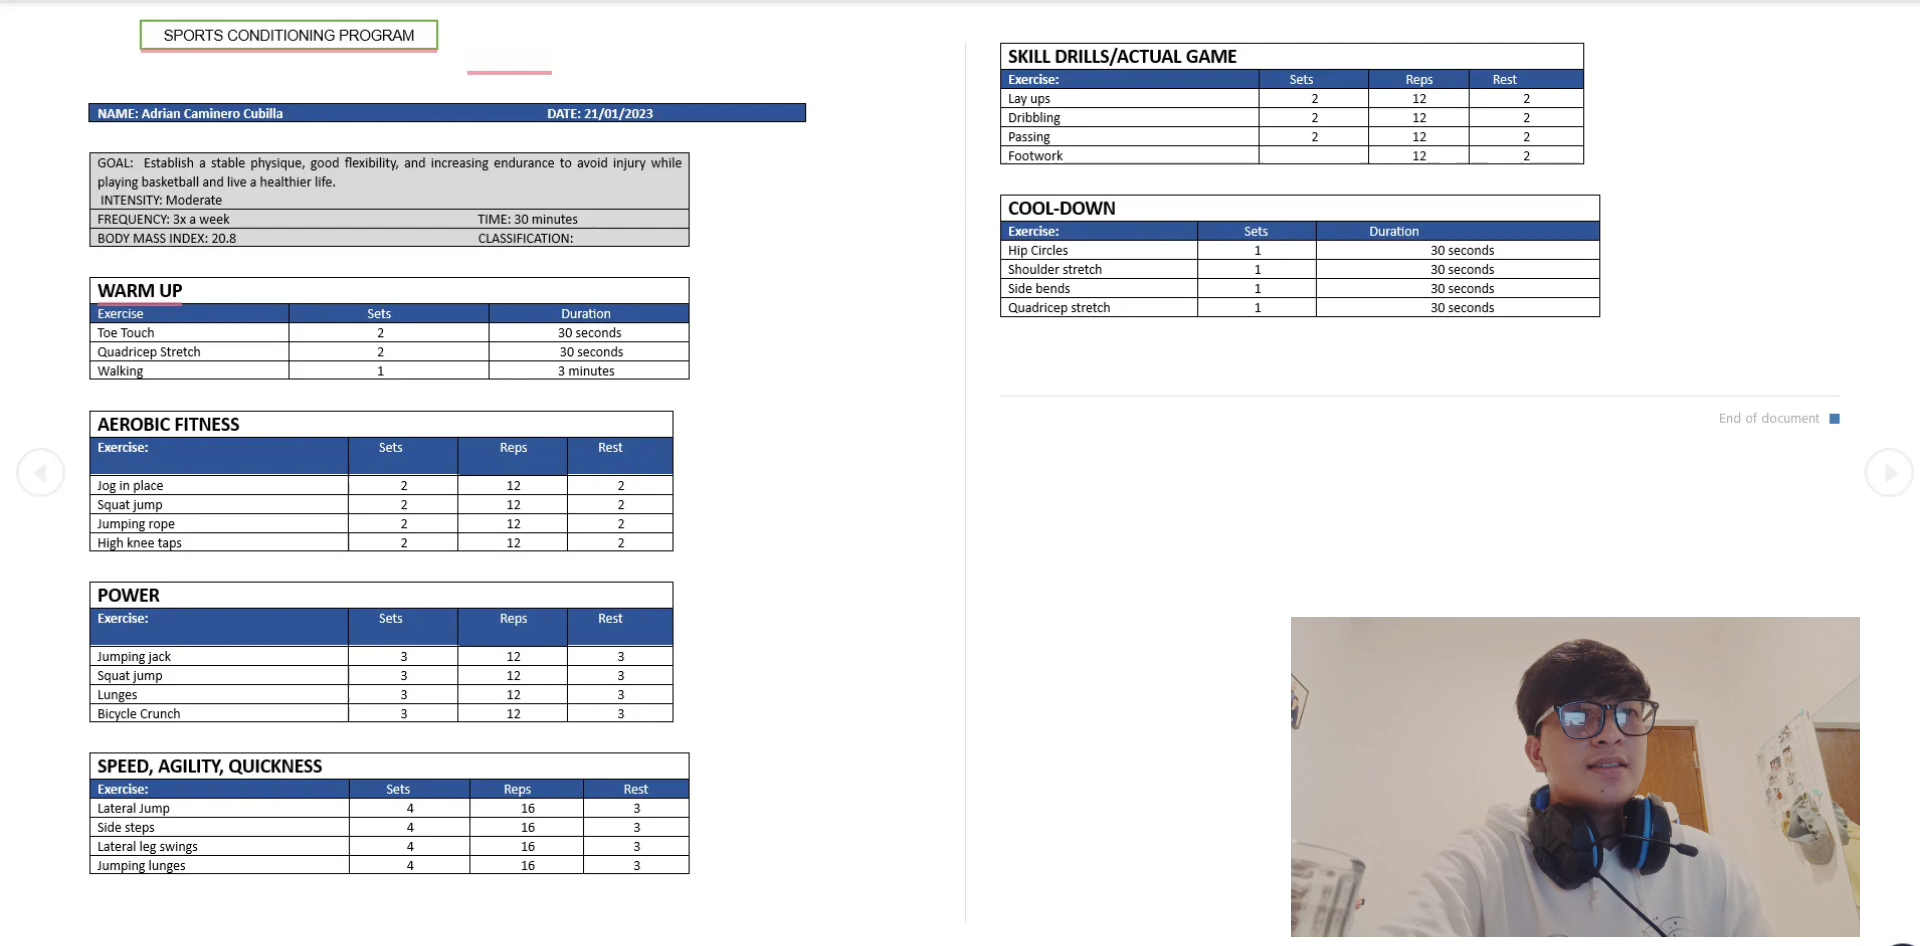 SPORTS CONDITIONING PROGRAM
NAME: Adrian Caminero Cubilla DATE: 21/01/2023
GOAL: Establish a stable physique, good flexibility, and increasing endurance to avoid injury while
playing basketball and live a healthier life.
INTENSITY: Moderate
FREQUENCY: 3x a week TIME: 30 minutes
BODY MASS INDEX: 20.8 CLASSIFICATION:
WARM UP
Exercise Sets Duration
Toe Touch 2 30 seconds
Quadricep Stretch 2 30 seconds
Walking 1 3 minutes
AEROBIC FITNESS
Exercise: Sets Reps Rest
Jog in place 2 12 2
Squat jump 2 12 2
Jumping rope 2 12 2
High knee taps 2 12 2
POWER
Exercise: Sets Reps Rest
Jumping jack 3 12 3
Squat jump 3 12 3
Lunges 3 12 3
Bicycle Crunch 3 12 3
SPEED, AGILITY, QUICKNESS
Exercise: Sets Reps Rest
Lateral Jump 4 16 3
Side steps 4 16 3
Lateral leg swings 4 16 3
Jumping lunges 4 16 3
SKILL DRILLS/ACTUAL GAME
Exercise: Sets Reps Rest
Lay ups 2 12 2
Dribbling 2 12 2
Passing 2 12 2
Footwork 12 2
COOL-DOWN
Exercise: Sets Duration
Hip Circles 1 30 seconds
Shoulder stretch 1 30 seconds
Side bends 1 30 seconds
Quadricep stretch 1 30 seconds
End of document